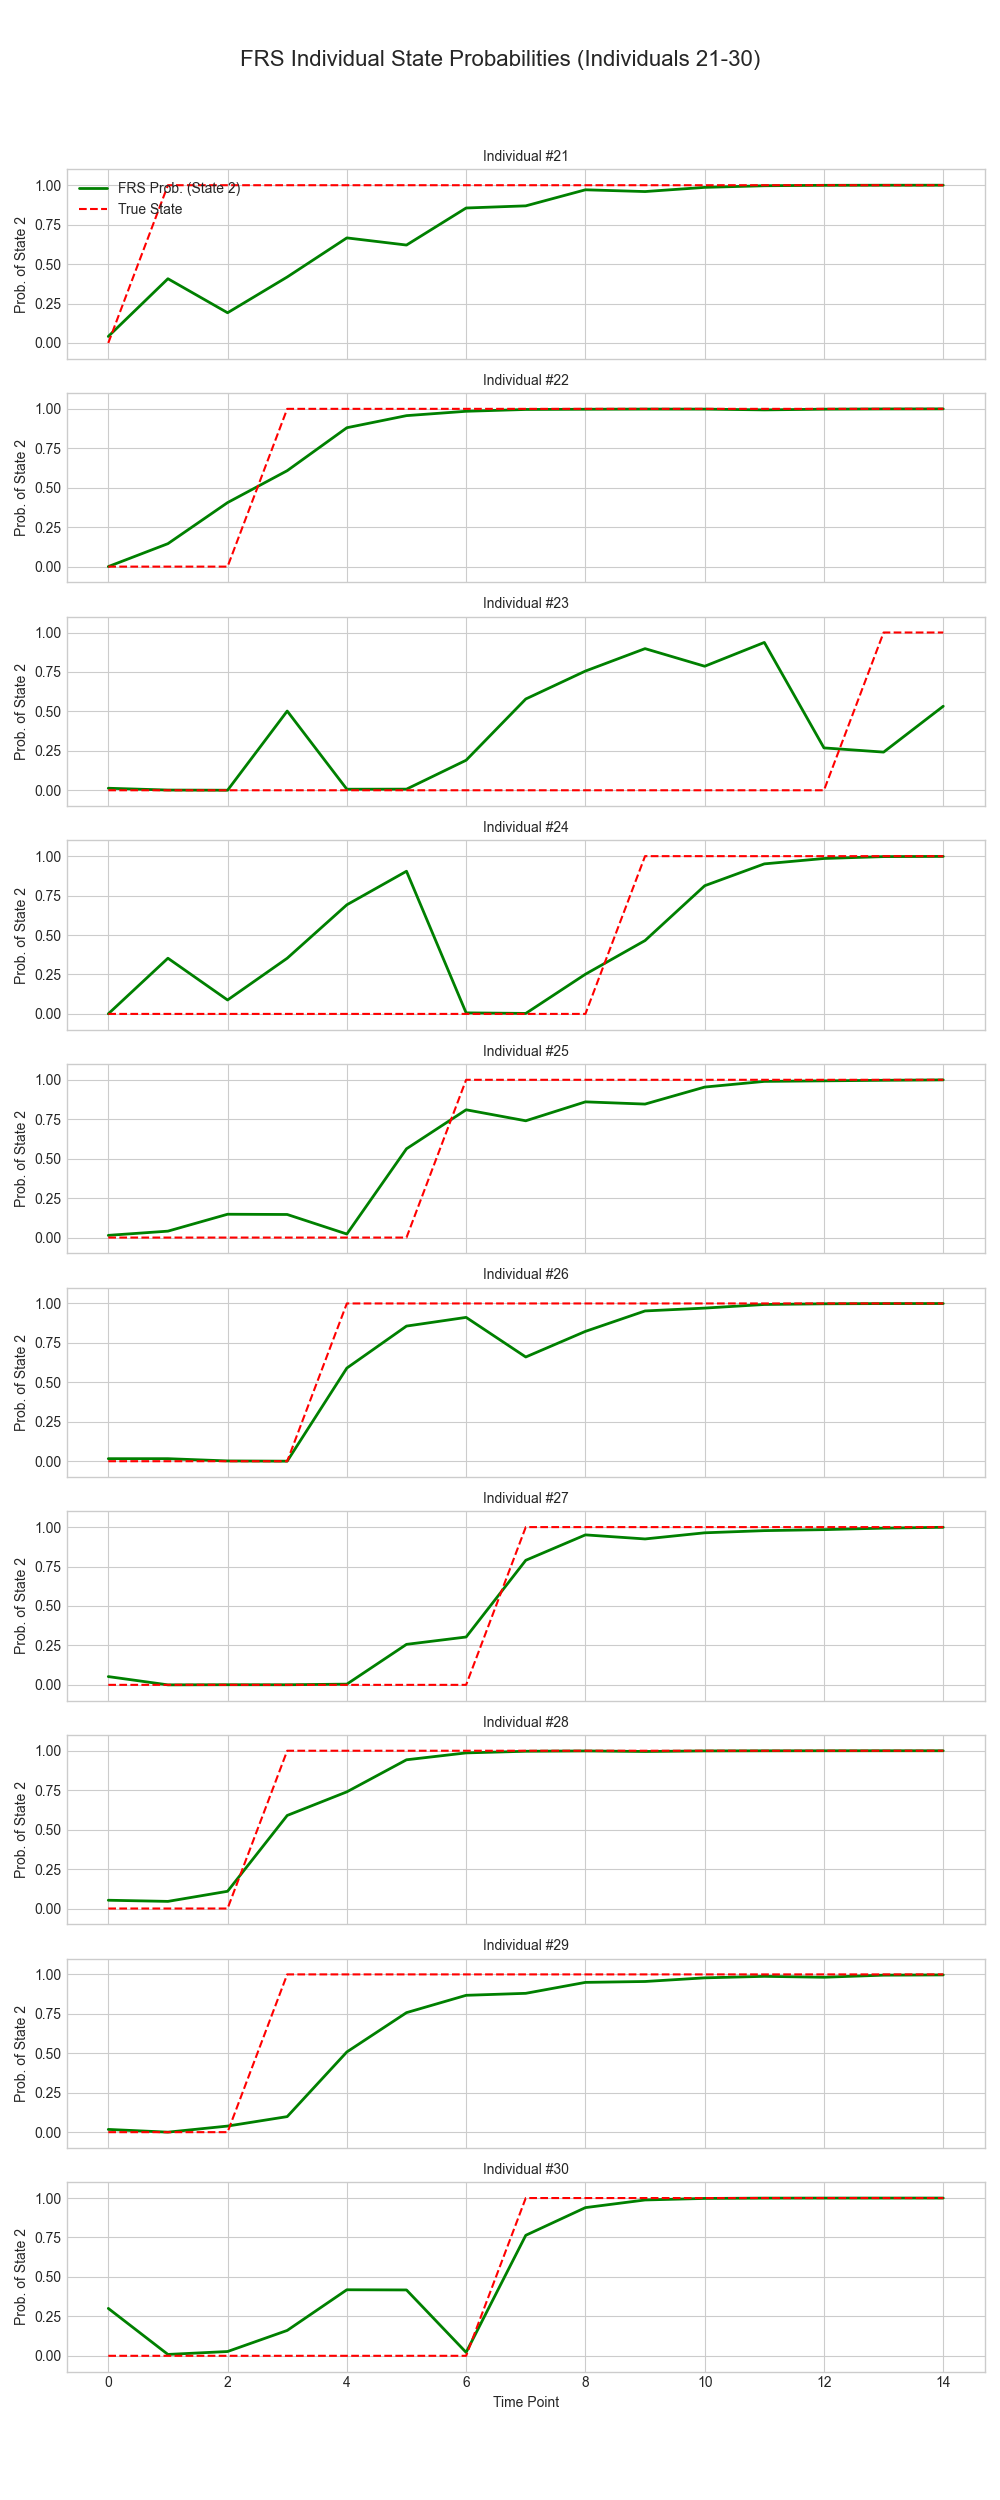 FRS Individual State Probabilities (Individuals 21-30)
Individual #21
FRS Prob. (State 2)
True State
Prob. of State 2
1.00
0.75
0.50
0.25
0.00
Individual #22
Prob. of State 2
1.00
0.75
0.50
0.25
0.00
Individual #23
Prob. of State 2
1.00
0.75
0.50
0.25
0.00
Individual #24
Prob. of State 2
1.00
0.75
0.50
0.25
0.00
Individual #25
Prob. of State 2
1.00
0.75
0.50
0.25
0.00
Individual #26
Prob. of State 2
1.00
0.75
0.50
0.25
0.00
Individual #27
Prob. of State 2
1.00
0.75
0.50
0.25
0.00
Individual #28
Prob. of State 2
1.00
0.75
0.50
0.25
0.00
Individual #29
Prob. of State 2
1.00
0.75
0.50
0.25
0.00
Individual #30
Prob. of State 2
1.00
0.75
0.50
0.25
0.00
0 2 4 6 8 10 12 14
Time Point